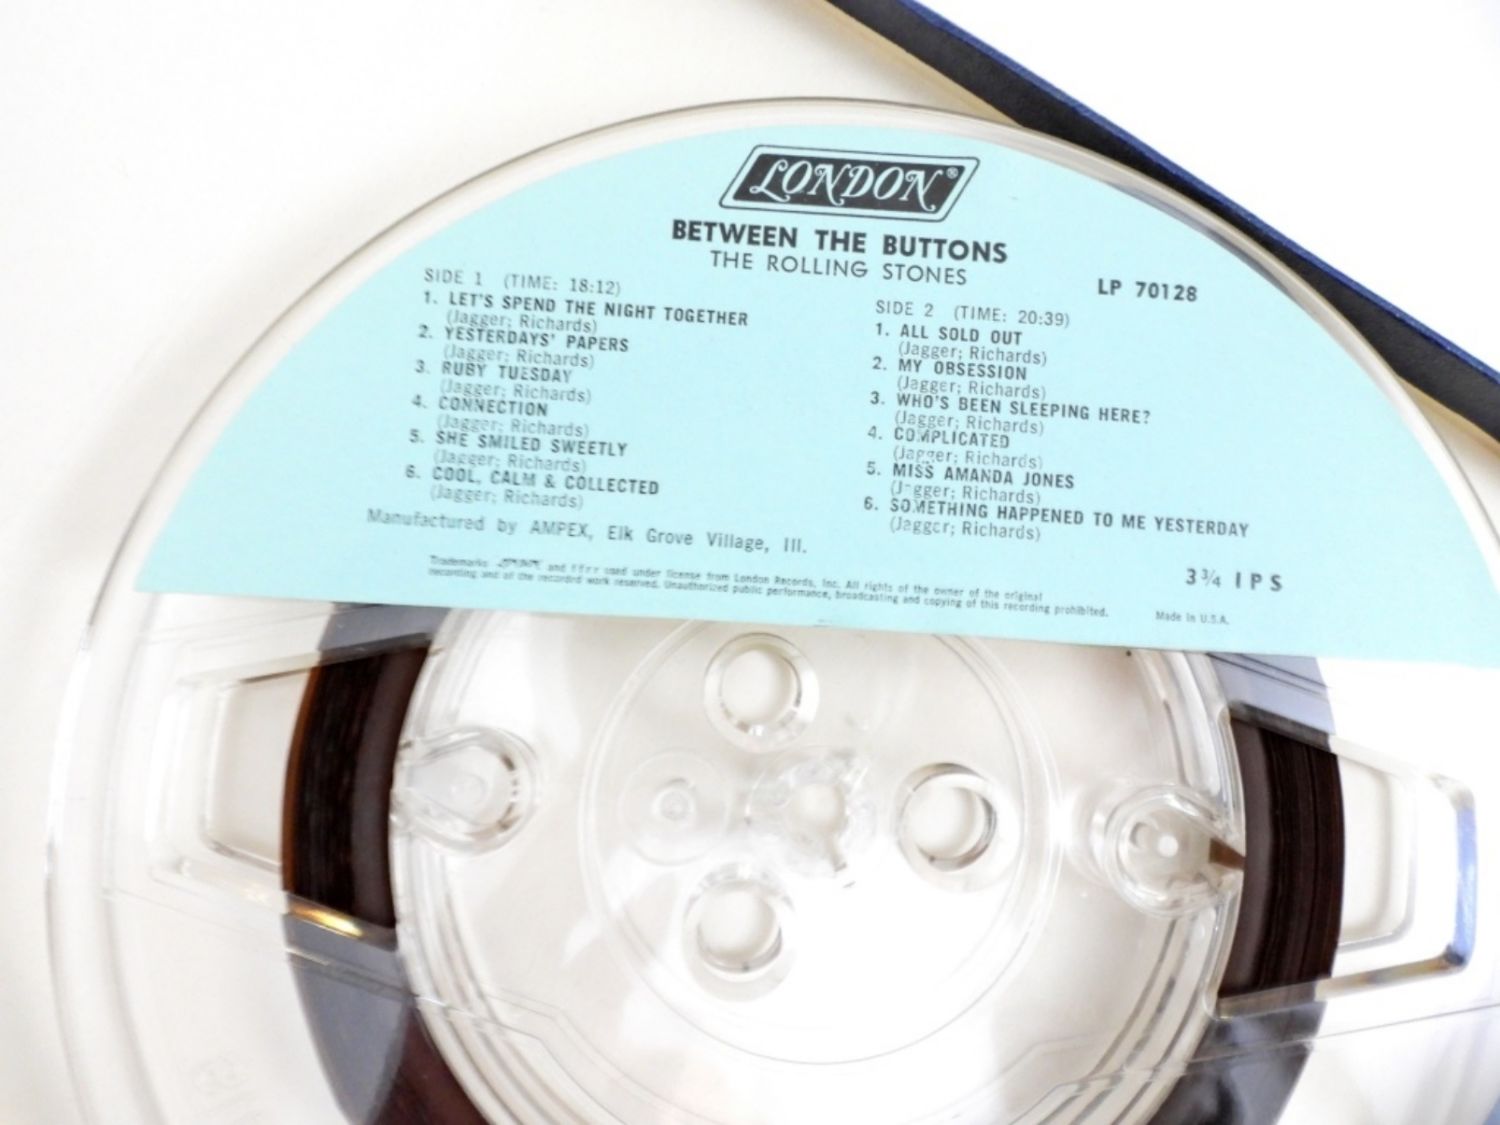 LONDON®
BETWEEN THE BUTTONS
THE ROLLING STONES
LP 70128
SIDE 1 (TIME: 18:12)
1. LET'S SPEND THE NIGHT TOGETHER
(Jagger; Richards)
2. YESTERDAYS' PAPERS
(Jagger; Richards)
3. RUBY TUESDAY
(Jagger; Richards)
4. CONNECTION
(Jagger; Richards)
5. SHE SMILED SWEETLY
(Jagger; Richards)
6. COOL, CALM & COLLECTED
(Jagger; Richards)
SIDE 2 (TIME: 20:39)
1. ALL SOLD OUT
(Jagger; Richards)
2. MY OBSESSION
(Jagger; Richards)
3. WHO'S BEEN SLEEPING HERE?
(Jagger; Richards)
4. COMPLICATED
(Jagger; Richards)
5. MISS AMANDA JONES
(Jagger; Richards)
6. SOMETHING HAPPENED TO ME YESTERDAY
(Jagger; Richards)
Manufactured by AMPEX, Elk Grove Village, Ill.
3¾ IPS
Trademarks and used under license from London Records, Inc. All rights of the owner of the original
recording and of the recorded work reserved. Unauthorized public performance, broadcasting and copying of this recording prohibited.
Made in U.S.A.